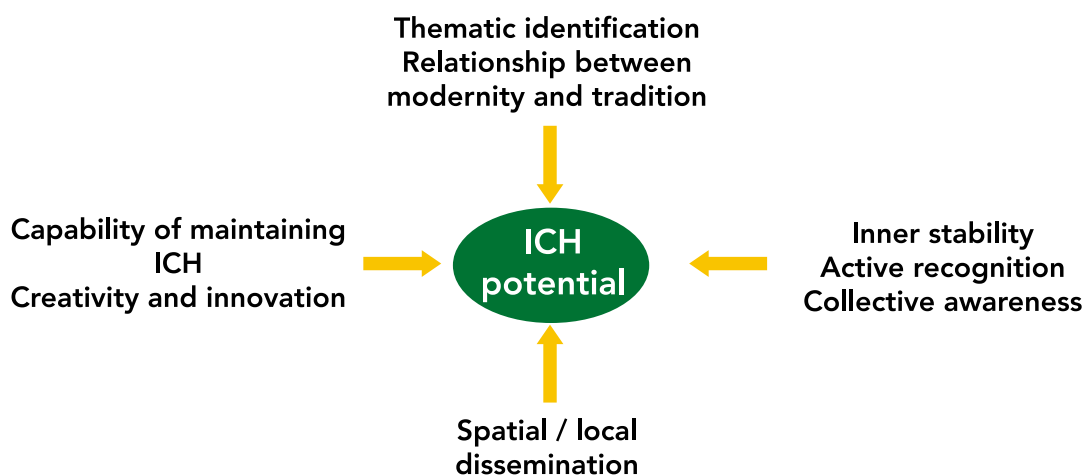 Thematic identification
Relationship between
modernity and tradition
Capability of maintaining
ICH
Creativity and innovation
ICH
potential
Inner stability
Active recognition
Collective awareness
Spatial / local
dissemination